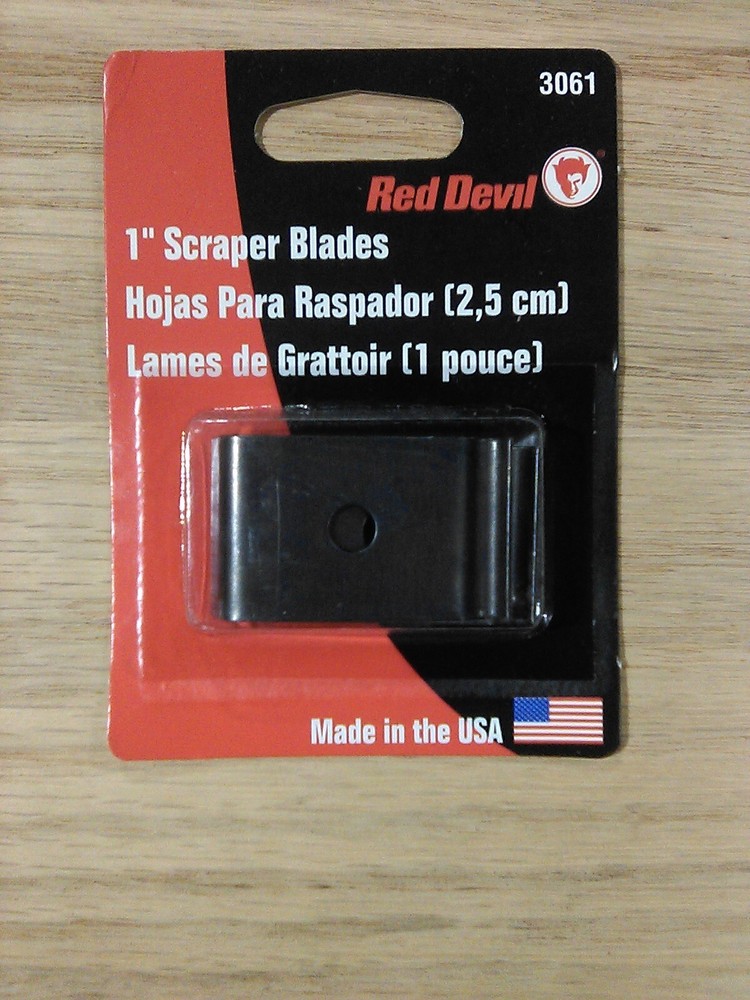 3061
Red Devil
1" Scraper Blades
Hojas Para Raspador (2,5 cm)
Lames de Grattoir (1 pouce)
Made in the USA